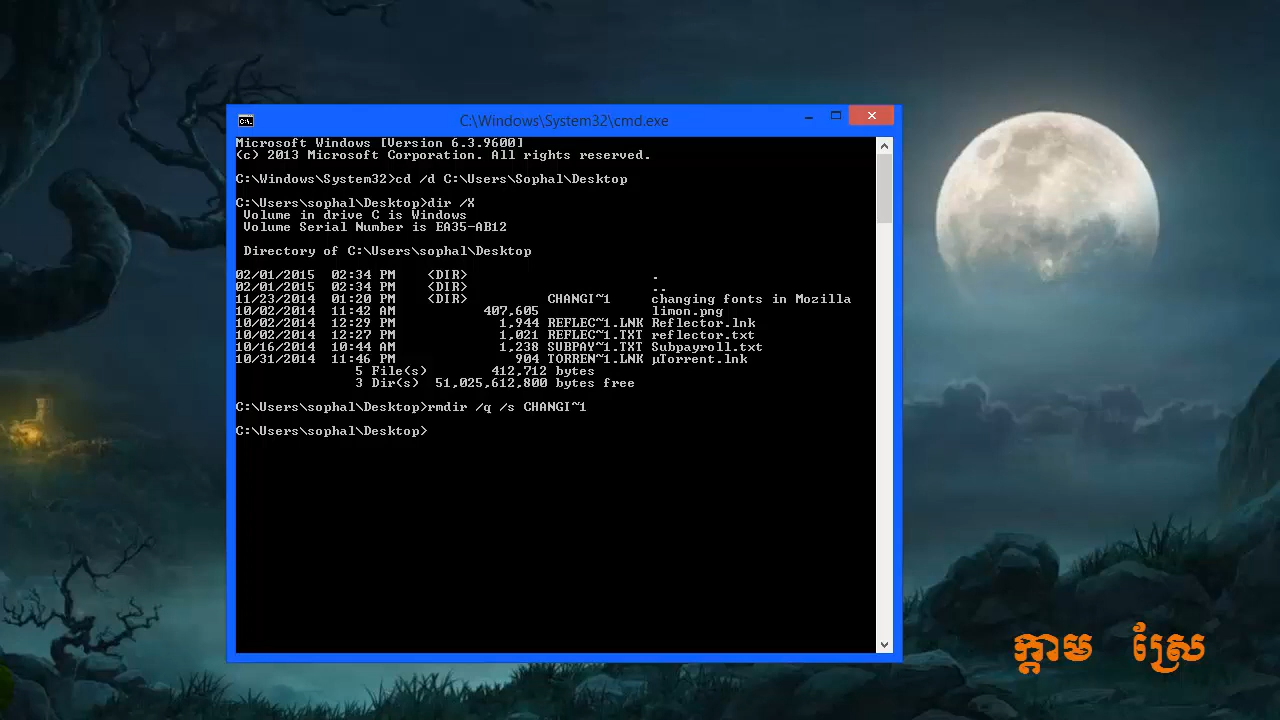 C:\Windows\System32\cmd.exe
Microsoft Windows [Version 6.3.9600]
(c) 2013 Microsoft Corporation. All rights reserved.
C:\Windows\System32>cd /d C:\Users\Sophal\Desktop
C:\Users\sophal\Desktop>dir /X
Volume in drive C is Windows
Volume Serial Number is EA35-AB12
Directory of C:\Users\sophal\Desktop
02/01/2015 02:34 PM <DIR> .
02/01/2015 02:34 PM <DIR> ..
11/23/2014 01:20 PM <DIR> CHANGI~1 changing fonts in Mozilla
10/02/2014 11:42 AM 407,605 limon.png
10/02/2014 12:29 PM 1,944 REFLEC~1.LNK Reflector.lnk
10/02/2014 12:27 PM 1,021 REFLEC~1.TXT reflector.txt
10/16/2014 10:44 AM 1,238 SUBPAY~1.TXT Subpayroll.txt
10/31/2014 11:46 PM 904 TORREN~1.LNK µTorrent.lnk
5 File(s) 412,712 bytes
3 Dir(s) 51,025,612,800 bytes free
C:\Users\sophal\Desktop>rmdir /q /s CHANGI~1
C:\Users\sophal\Desktop>
ក្ដាម ស្រែ